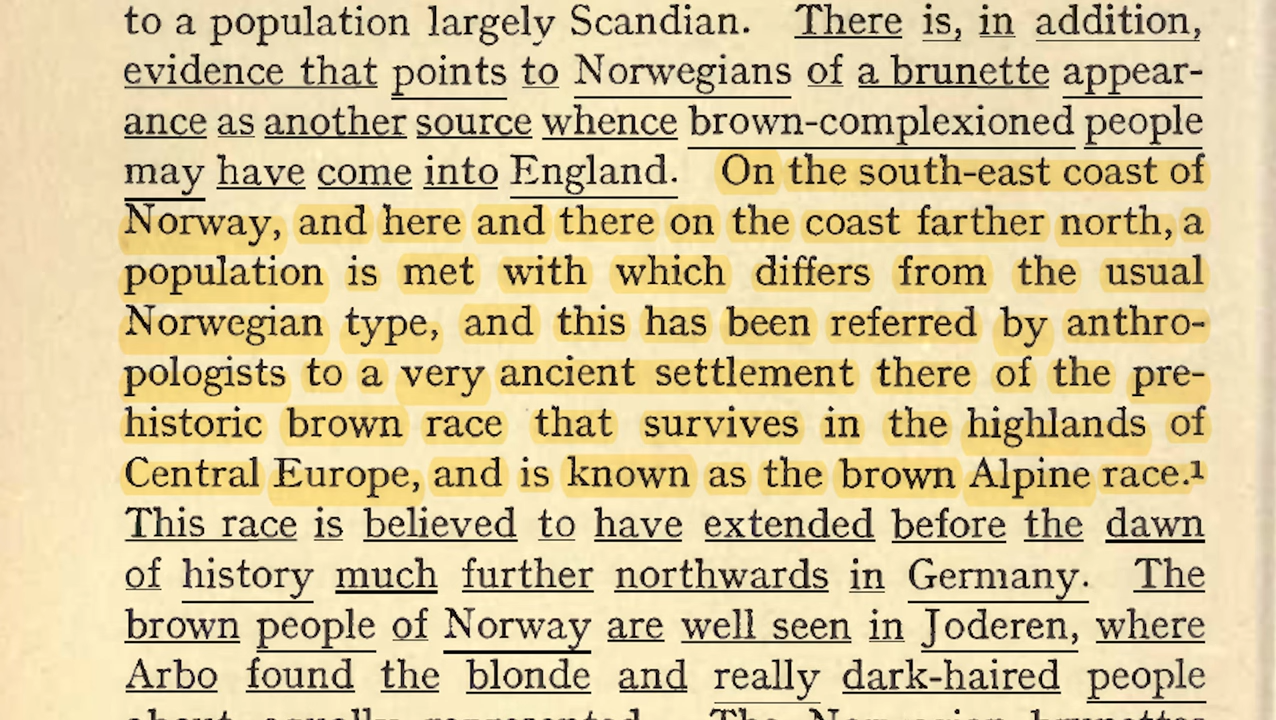 to a population largely Scandian. There is, in addition,
evidence that points to Norwegians of a brunette appear-
ance as another source whence brown-complexioned people
may have come into England. On the south-east coast of
Norway, and here and there on the coast farther north, a
population is met with which differs from the usual
Norwegian type, and this has been referred by anthro-
pologists to a very ancient settlement there of the pre-
historic brown race that survives in the highlands of
Central Europe, and is known as the brown Alpine race.¹
This race is believed to have extended before the dawn
of history much further northwards in Germany. The
brown people of Norway are well seen in Joderen, where
Arbo found the blonde and really dark-haired people
about equally represented. The Norwegian brunettes